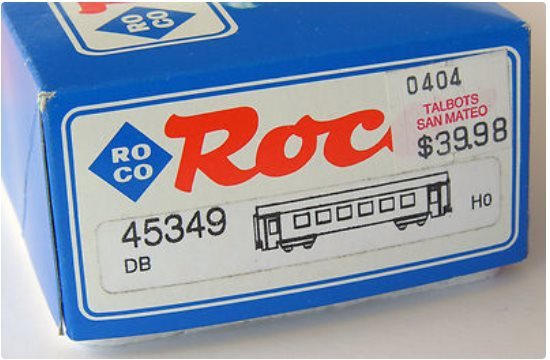 RO
CO
RO
CO
Roc
0404
TALBOTS
SAN MATEO
$39.98
45349
DB
H0